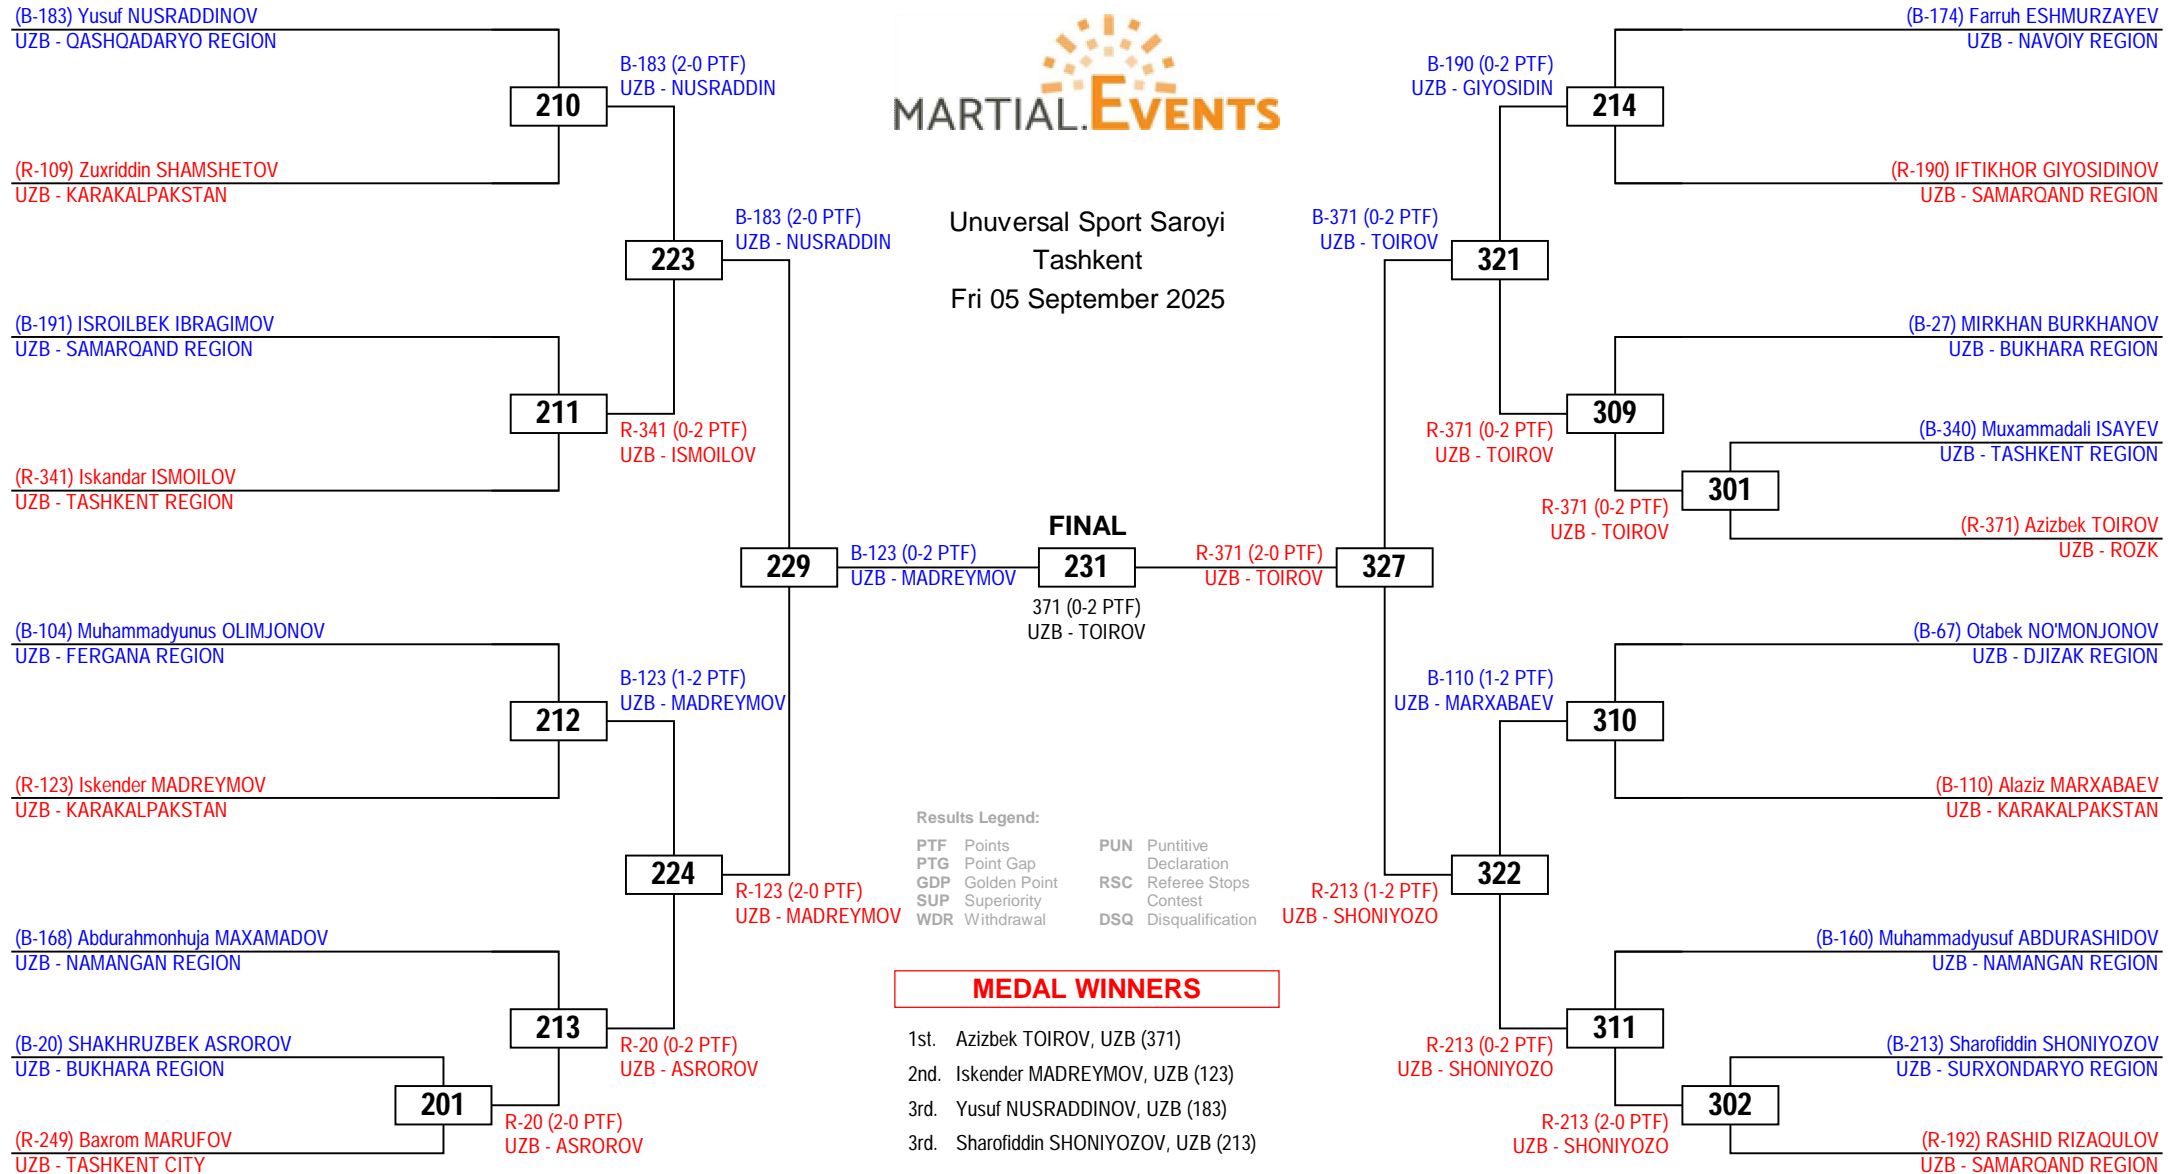 (B-183) Yusuf NUSRADDINOV
UZB - QASHQADARYO REGION
B-183 (2-0 PTF)
UZB - NUSRADDIN
210
(R-109) Zuxriddin SHAMSHETOV
UZB - KARAKALPAKSTAN
B-183 (2-0 PTF)
UZB - NUSRADDIN
223
(B-191) ISROILBEK IBRAGIMOV
UZB - SAMARQAND REGION
211
R-341 (0-2 PTF)
UZB - ISMOILOV
(R-341) Iskandar ISMOILOV
UZB - TASHKENT REGION
229
B-123 (0-2 PTF)
UZB - MADREYMOV
(B-104) Muhammadyunus OLIMJONOV
UZB - FERGANA REGION
B-123 (1-2 PTF)
UZB - MADREYMOV
212
(R-123) Iskender MADREYMOV
UZB - KARAKALPAKSTAN
224
R-123 (2-0 PTF)
UZB - MADREYMOV
(B-168) Abdurahmonhuja MAXAMADOV
UZB - NAMANGAN REGION
213
R-20 (0-2 PTF)
UZB - ASROROV
(B-20) SHAKHRUZBEK ASROROV
UZB - BUKHARA REGION
201
R-20 (2-0 PTF)
UZB - ASROROV
(R-249) Baxrom MARUFOV
UZB - TASHKENT CITY
MARTIAL.EVENTS
Unuversal Sport Saroyi
Tashkent
Fri 05 September 2025
FINAL
231
371 (0-2 PTF)
UZB - TOIROV
Results Legend:
PTF Points
PTG Point Gap
GDP Golden Point
SUP Superiority
WDR Withdrawal
PUN Puntitive
Declaration
RSC Referee Stops
Contest
DSQ Disqualification
MEDAL WINNERS
1st. Azizbek TOIROV, UZB (371)
2nd. Iskender MADREYMOV, UZB (123)
3rd. Yusuf NUSRADDINOV, UZB (183)
3rd. Sharofiddin SHONIYOZOV, UZB (213)
(B-174) Farruh ESHMURZAYEV
UZB - NAVOIY REGION
B-190 (0-2 PTF)
UZB - GIYOSIDIN
214
(R-190) IFTIKHOR GIYOSIDINOV
UZB - SAMARQAND REGION
B-371 (0-2 PTF)
UZB - TOIROV
321
(B-27) MIRKHAN BURKHANOV
UZB - BUKHARA REGION
309
R-371 (0-2 PTF)
UZB - TOIROV
(B-340) Muxammadali ISAYEV
UZB - TASHKENT REGION
301
R-371 (0-2 PTF)
UZB - TOIROV
(R-371) Azizbek TOIROV
UZB - ROZK
R-371 (2-0 PTF)
UZB - TOIROV
327
(B-67) Otabek NO'MONJONOV
UZB - DJIZAK REGION
B-110 (1-2 PTF)
UZB - MARXABAEV
310
(B-110) Alaziz MARXABAEV
UZB - KARAKALPAKSTAN
322
R-213 (1-2 PTF)
UZB - SHONIYOZO
(B-160) Muhammadyusuf ABDURASHIDOV
UZB - NAMANGAN REGION
311
R-213 (0-2 PTF)
UZB - SHONIYOZO
(B-213) Sharofiddin SHONIYOZOV
UZB - SURXONDARYO REGION
302
R-213 (2-0 PTF)
UZB - SHONIYOZO
(R-192) RASHID RIZAQULOV
UZB - SAMARQAND REGION